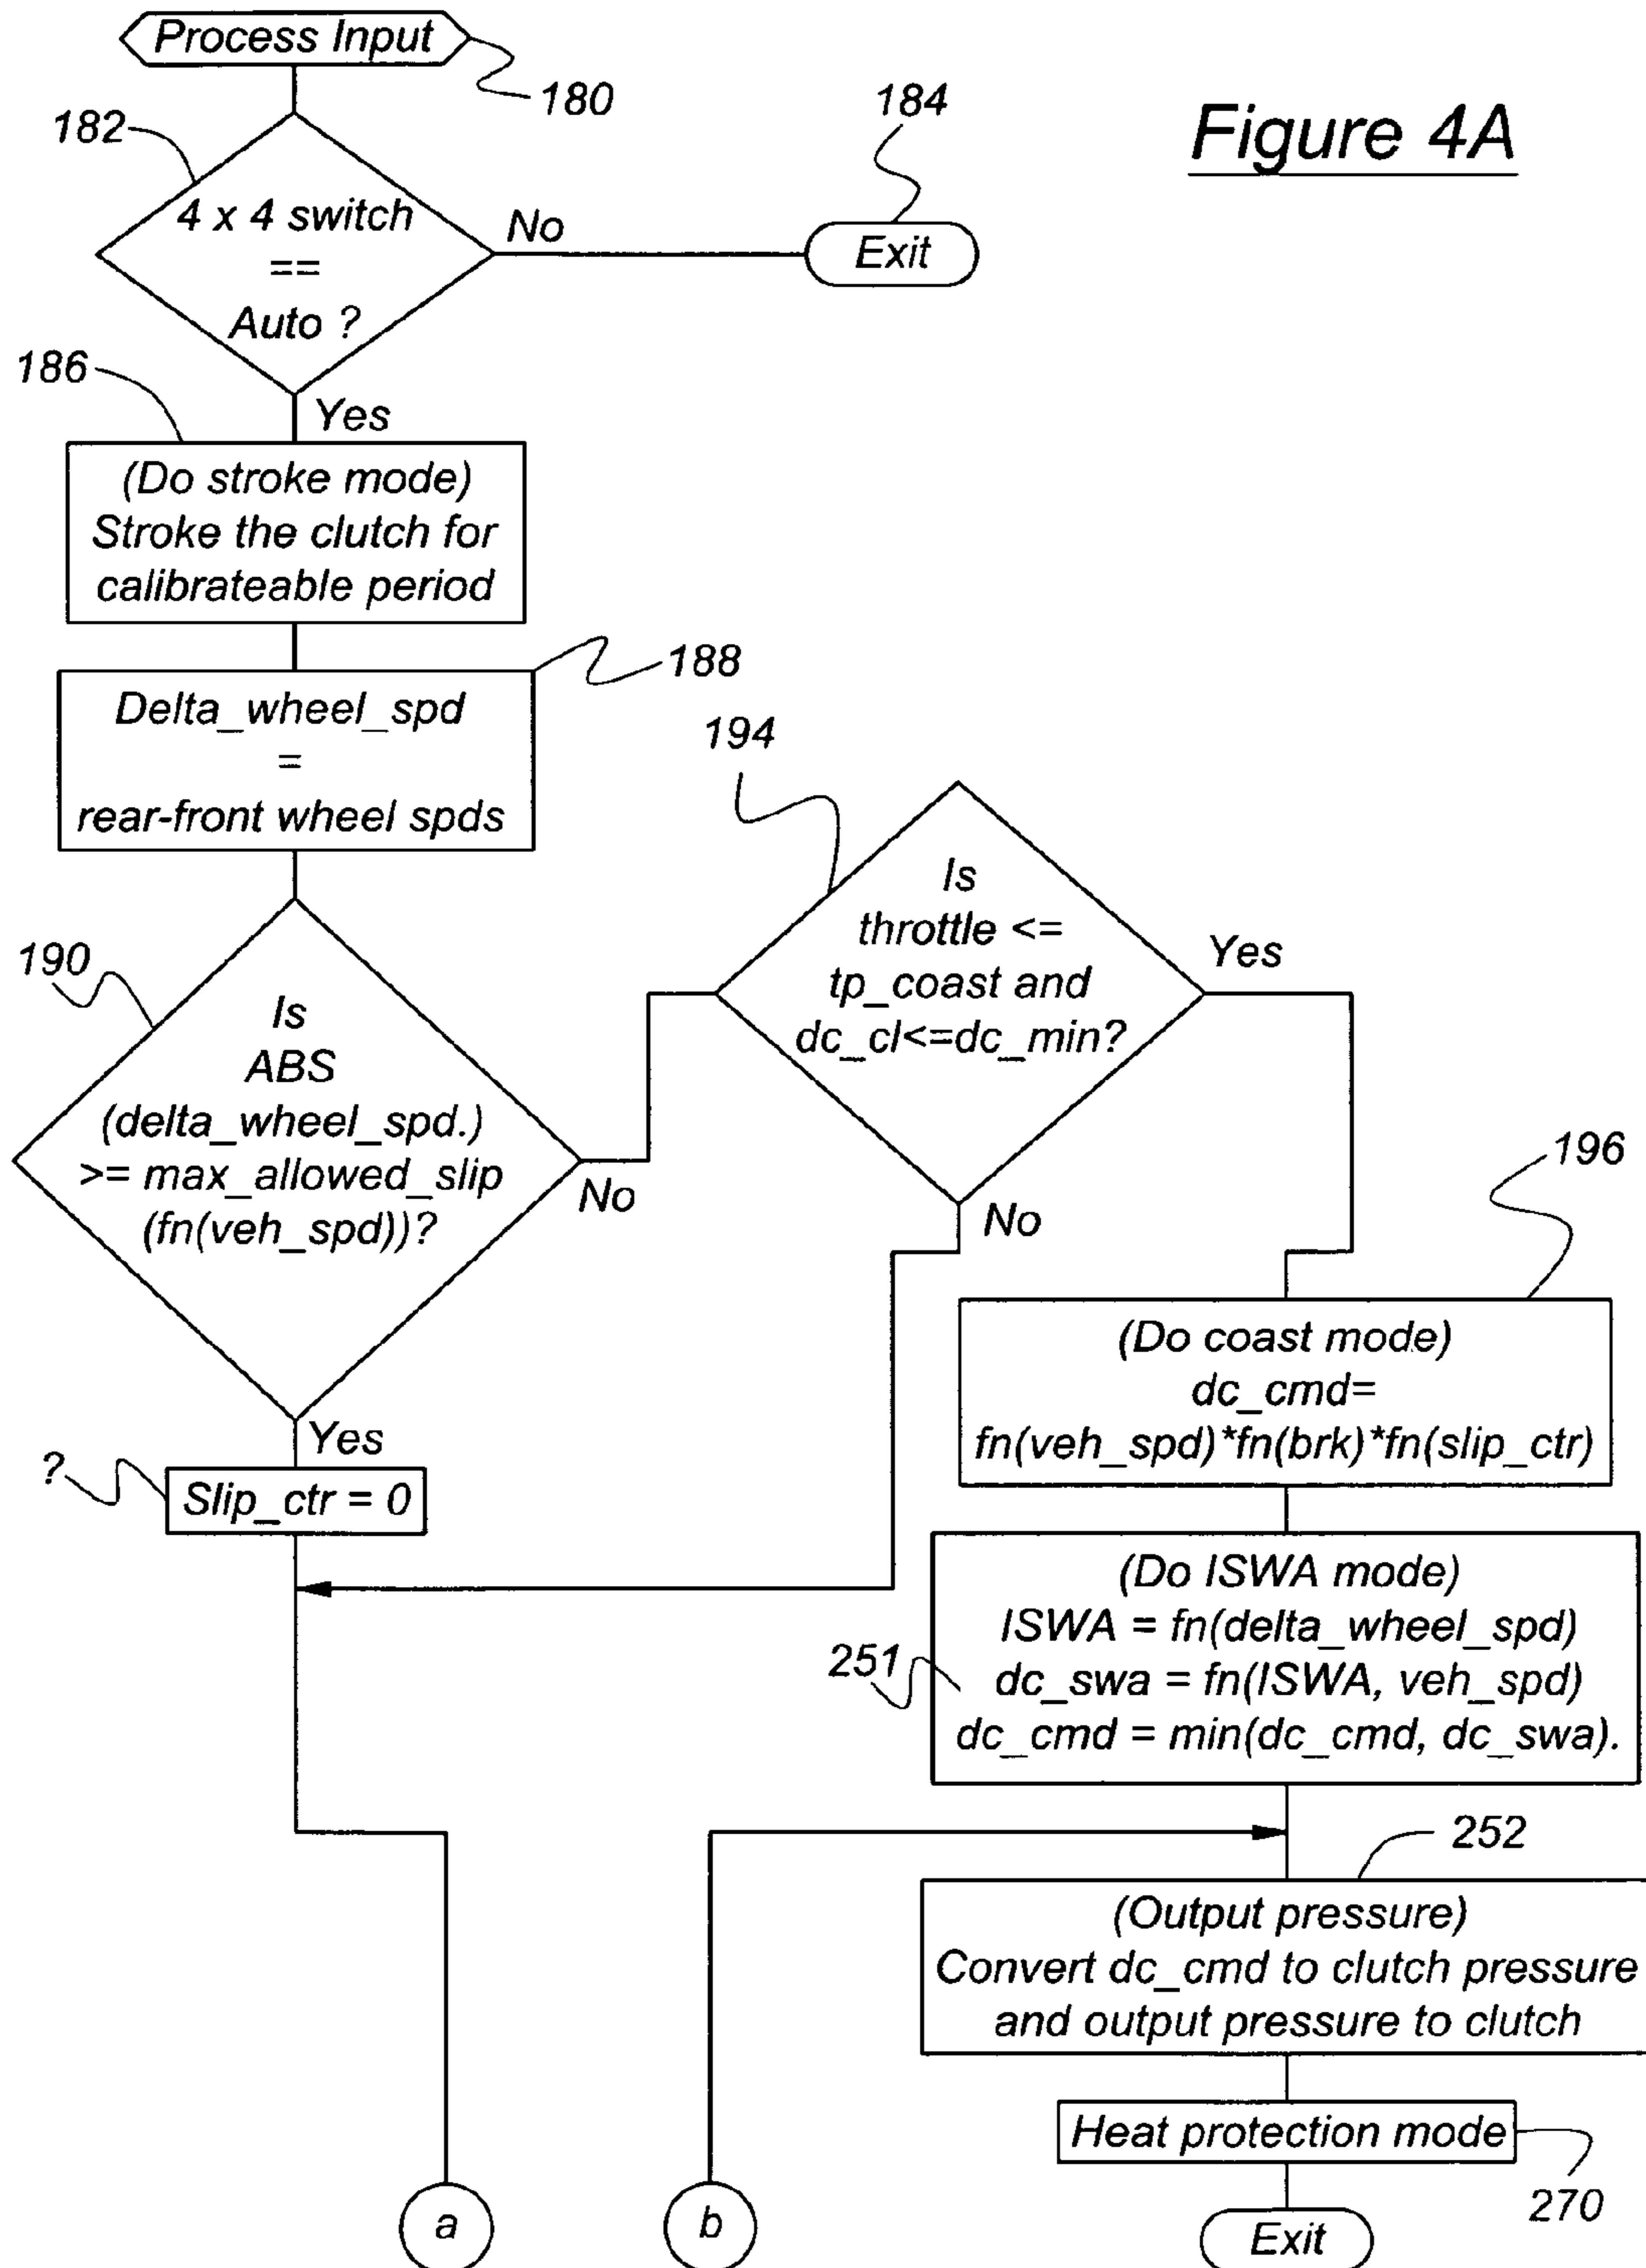 Process Input
180
182
184
Figure 4A
4 x 4 switch
==
Auto ?
No
Exit
186
Yes
(Do stroke mode)
Stroke the clutch for
calibrateable period
188
Delta_wheel_spd
=
rear-front wheel spds
194
Is
throttle <=
tp_coast and
dc_cl<=dc_min?
Yes
No
190
Is
ABS
(delta_wheel_spd.)
>= max_allowed_slip
(fn(veh_spd))?
No
Yes
?
Slip_ctr = 0
196
(Do coast mode)
dc_cmd=
fn(veh_spd)*fn(brk)*fn(slip_ctr)
251
(Do ISWA mode)
ISWA = fn(delta_wheel_spd)
dc_swa = fn(ISWA, veh_spd)
dc_cmd = min(dc_cmd, dc_swa).
252
(Output pressure)
Convert dc_cmd to clutch pressure
and output pressure to clutch
Heat protection mode
270
a
b
Exit